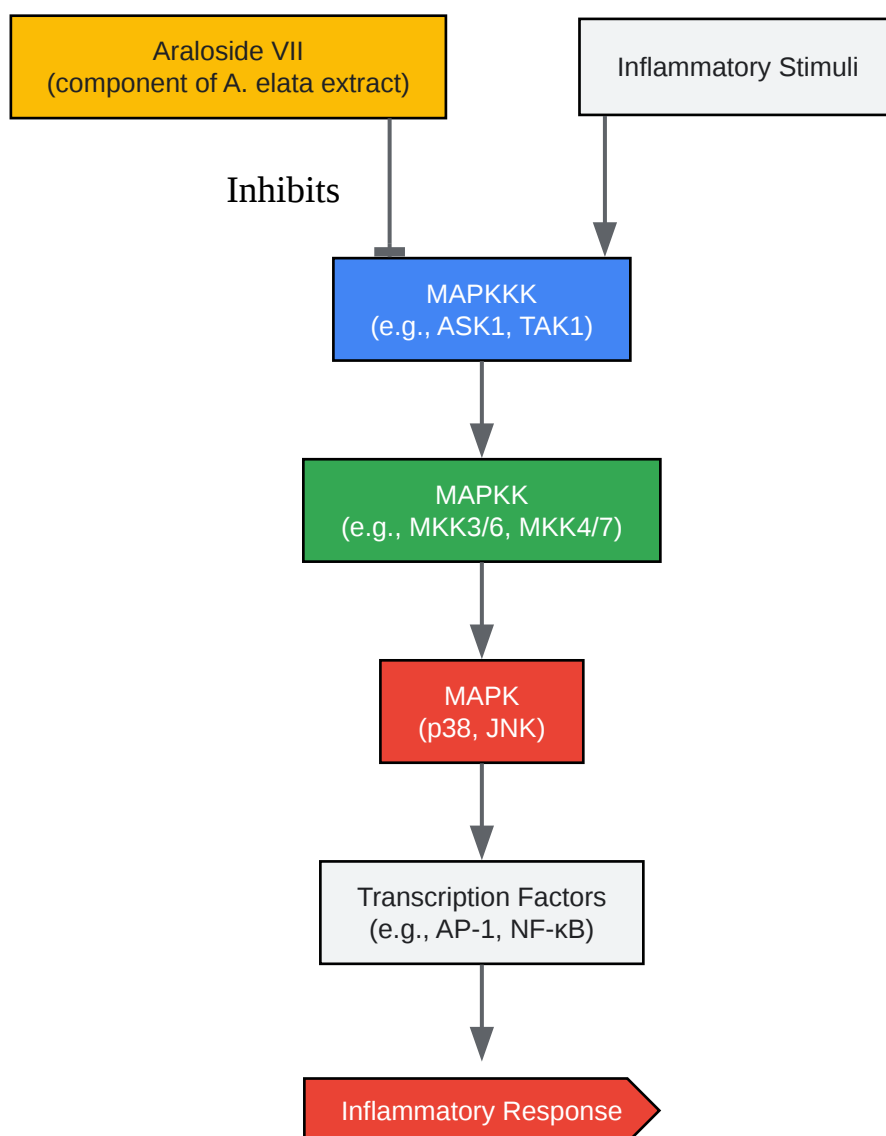 Araloside VII
(component of A. elata extract)
Inflammatory Stimuli
Inhibits
MAPKKK
(e.g., ASK1, TAK1)
MAPKK
(e.g., MKK3/6, MKK4/7)
MAPK
(p38, JNK)
Transcription Factors
(e.g., AP-1, NF-κB)
Inflammatory Response